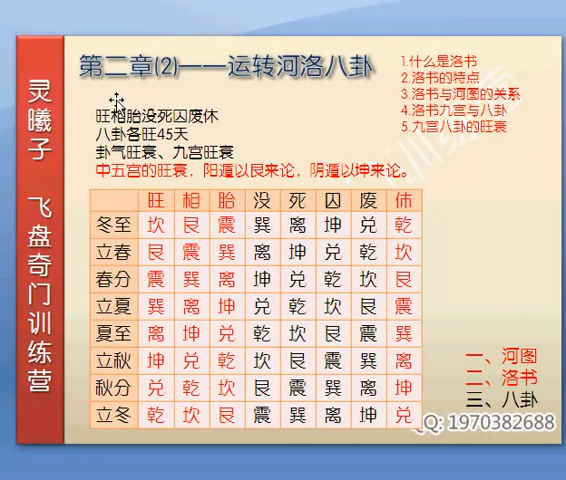 灵曦子 飞盘奇门训练营
第二章(2)——运转河洛八卦
1.什么是洛书
2.洛书的特点
3.洛书与河图的关系
4.洛书九宫与八卦
5.九宫八卦的旺衰
旺相胎没死囚废休
八卦各旺45天
卦气旺衰、九宫旺衰
中五宫的旺衰，阳遁以艮来论，阴遁以坤来论。
旺 相 胎 没 死 囚 废 休
冬至 坎 艮 震 巽 离 坤 兑 乾
立春 艮 震 巽 离 坤 兑 乾 坎
春分 震 巽 离 坤 兑 乾 坎 艮
立夏 巽 离 坤 兑 乾 坎 艮 震
夏至 离 坤 兑 乾 坎 艮 震 巽
立秋 坤 兑 乾 坎 艮 震 巽 离
秋分 兑 乾 坎 艮 震 巽 离 坤
立冬 乾 坎 艮 震 巽 离 坤 兑
一、河图
二、洛书
三、八卦
QQ: 1970382688